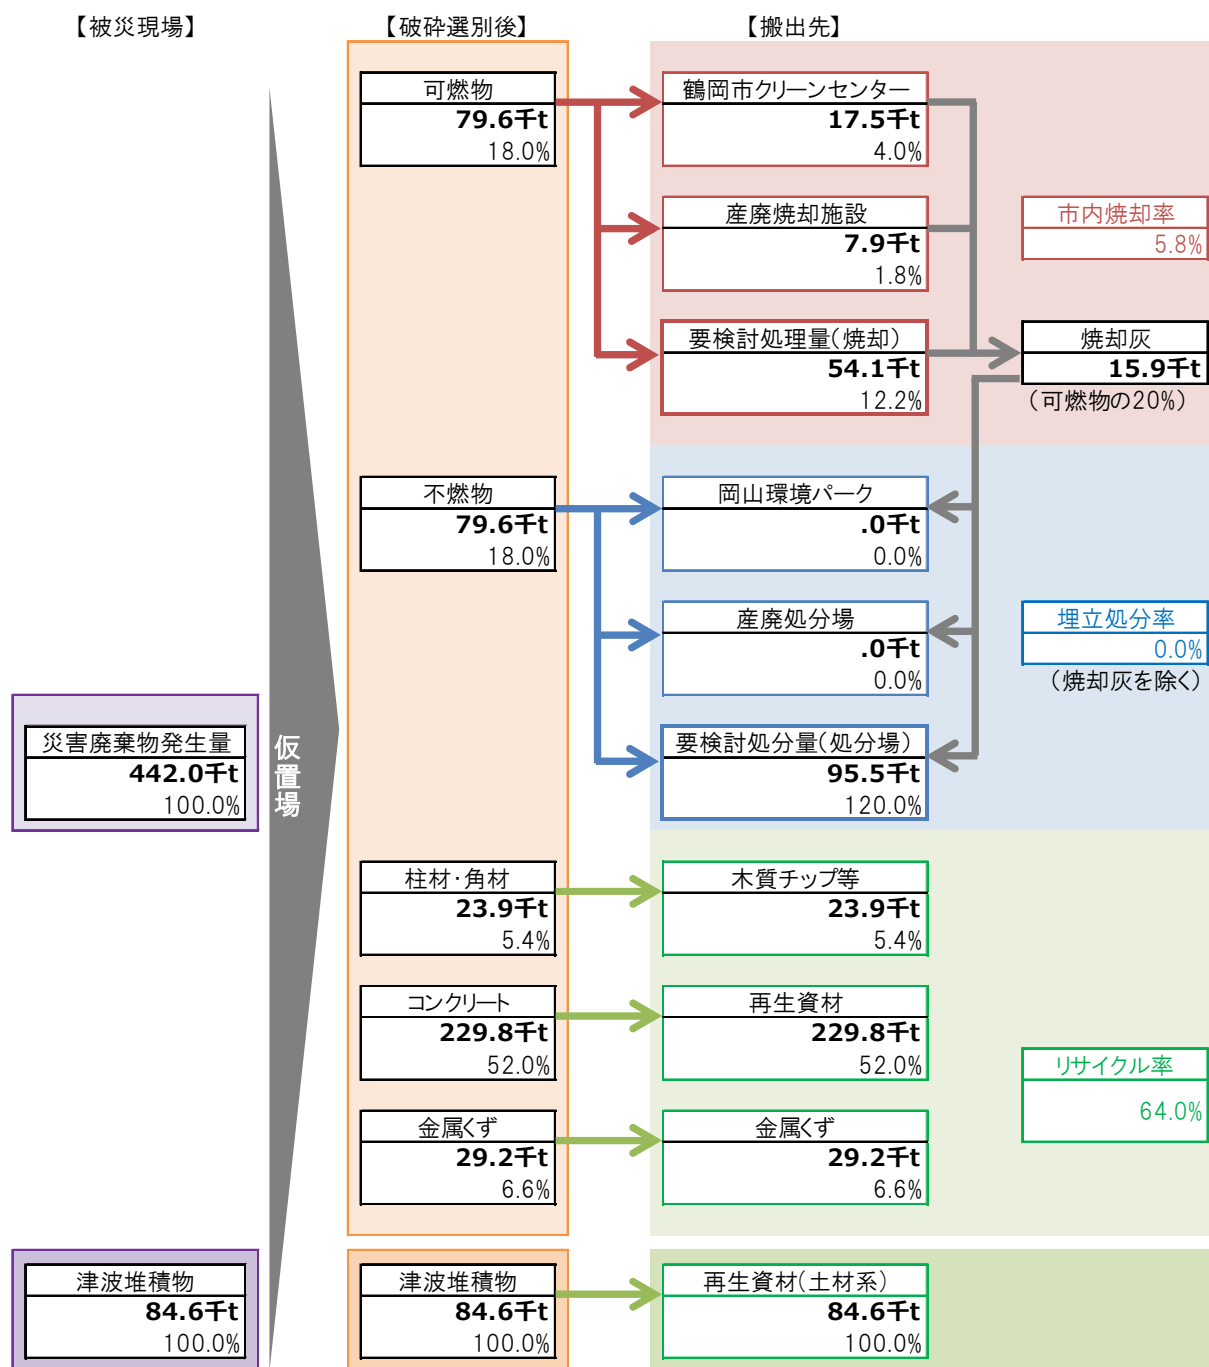 【被災現場】
【破砕選別後】
【搬出先】
可燃物
79.6千t
18.0%
鶴岡市クリーンセンター
17.5千t
4.0%
産廃焼却施設
7.9千t
1.8%
市内焼却率
5.8%
要検討処理量(焼却)
54.1千t
12.2%
焼却灰
15.9千t
(可燃物の20%)
不燃物
79.6千t
18.0%
岡山環境パーク
.0千t
0.0%
産廃処分場
.0千t
0.0%
埋立処分率
0.0%
(焼却灰を除く)
災害廃棄物発生量
442.0千t
100.0%
仮置場
要検討処分量(処分場)
95.5千t
120.0%
柱材・角材
23.9千t
5.4%
木質チップ等
23.9千t
5.4%
コンクリート
229.8千t
52.0%
再生資材
229.8千t
52.0%
リサイクル率
64.0%
金属くず
29.2千t
6.6%
金属くず
29.2千t
6.6%
津波堆積物
84.6千t
100.0%
津波堆積物
84.6千t
100.0%
再生資材(土材系)
84.6千t
100.0%